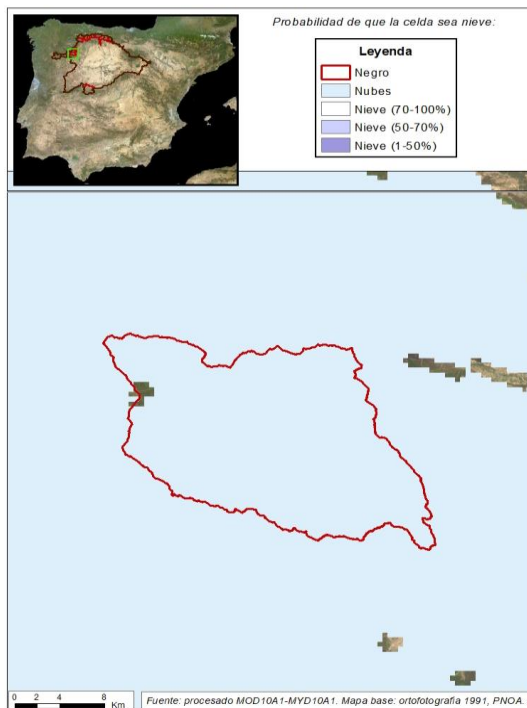 Probabilidad de que la celda sea nieve:
Leyenda
Negro
Nubes
Nieve (70-100%)
Nieve (50-70%)
Nieve (1-50%)
0 2 4 8
Km
Fuente: procesado MOD10A1-MYD10A1. Mapa base: ortofotografía 1991, PNOA.